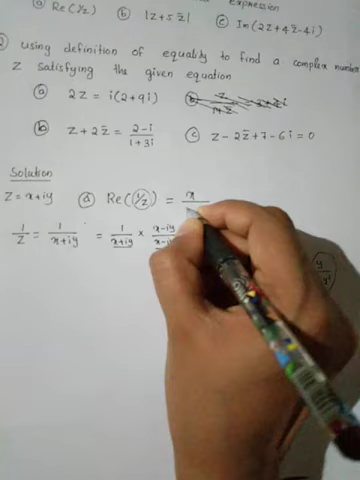 expression
(a) Re(1/z) (b) |z+5z̄| (c) Im(2z+4z̄-4i)
② Using definition of equality to find a complex number
z satisfying the given equation
(a) 2z = i(2+9i)
(b) z+2z̄ = 2-i/1+3i (c) z-2z̄+7-6i=0
Solution
z=x+iy (a) Re(1/z) = x
1/z = 1/x+iy = 1/x+iy × x-iy/x-iy